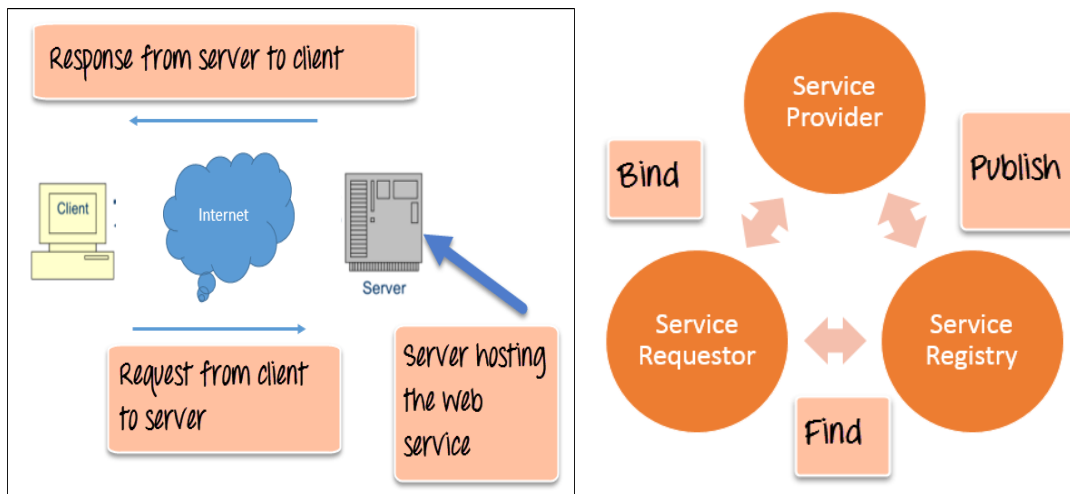 Response from server to client
Client
Internet
Server
Request from client
to server
Server hosting
the web
service
Service
Provider
Bind
Publish
Service
Requestor
Service
Registry
Find